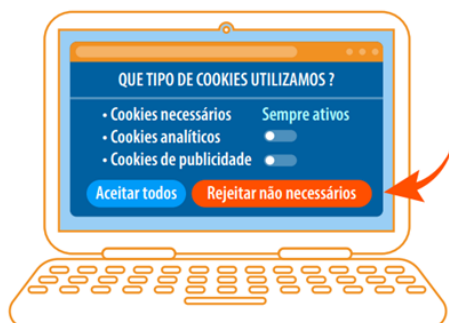 QUE TIPO DE COOKIES UTILIZAMOS ?
• Cookies necessários Sempre ativos
• Cookies analíticos
• Cookies de publicidade
Aceitar todos Rejeitar não necessários